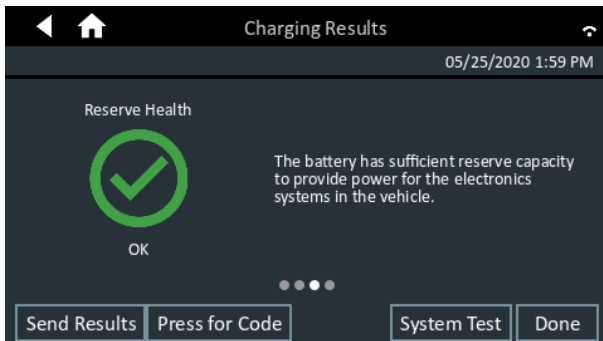 Charging Results
05/25/2020 1:59 PM
Reserve Health
The battery has sufficient reserve capacity
to provide power for the electronics
systems in the vehicle.
OK
Send Results
Press for Code
System Test
Done